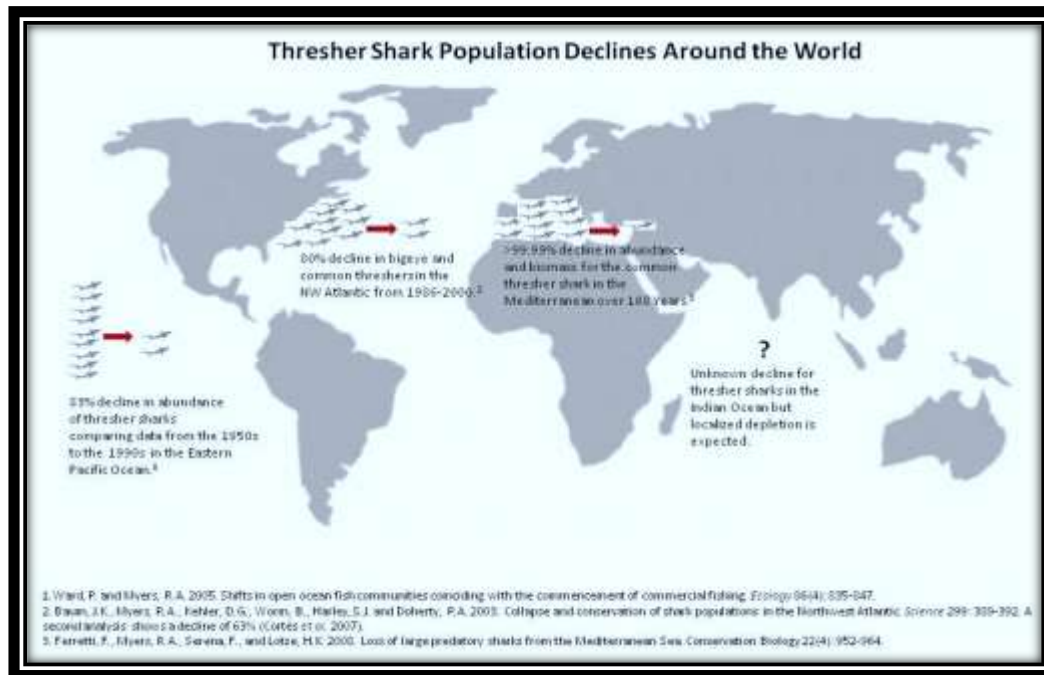 Thresher Shark Population Declines Around the World
80% decline in bigeye and
common threshers in the
NW Atlantic from 1986-2000.2
>99.99% decline in abundance
and biomass for the common
thresher shark in the
Mediterranean over 100 years.3
?
Unknown decline for
thresher sharks in the
Indian Ocean but
localized depletion is
expected.
83% decline in abundance
of thresher sharks
comparing data from the 1950s
to the 1990s in the Eastern
Pacific Ocean.
1. Ward, P. and Myers, R.A. 2005. Shifts in open ocean fish communities coinciding with the commencement of commercial fishing. Ecology 86(4): 835-847.
2. Baum, J.K., Myers, R.A., Kehler, D.G., Worm, B., Harley, S.J. and Doherty, P.A. 2003. Collapse and conservation of shark populations in the Northwest Atlantic. Science 299: 389-392. A
second analysis shows a decline of 63% (Cortés et al. 2007).
3. Ferretti, F., Myers, R.A., Serena, F., and Lotze, H.K. 2008. Loss of large predatory sharks from the Mediterranean Sea. Conservation Biology 22(4): 952-964.